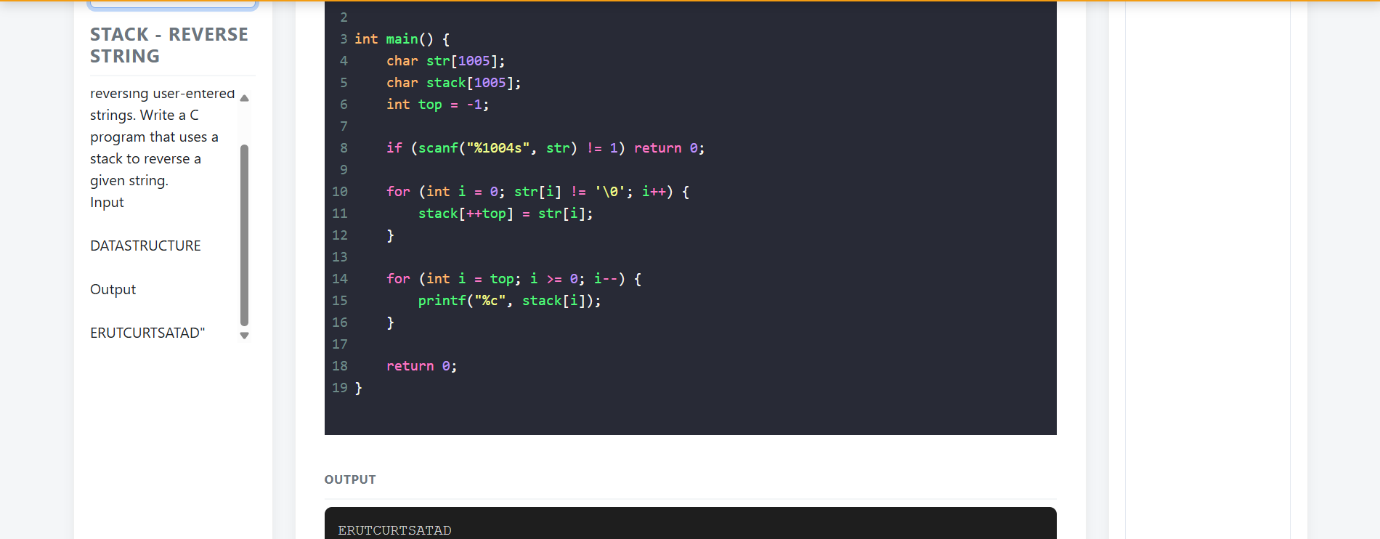 STACK - REVERSE
STRING
reversing user-entered
strings. Write a C
program that uses a
stack to reverse a
given string.
Input
DATASTRUCTURE
Output
ERUTCURTSATAD"
2
3 int main() {
4     char str[1005];
5     char stack[1005];
6     int top = -1;
7
8     if (scanf("%1004s", str) != 1) return 0;
9
10     for (int i = 0; str[i] != '\0'; i++) {
11         stack[++top] = str[i];
12     }
13
14     for (int i = top; i >= 0; i--) {
15         printf("%c", stack[i]);
16     }
17
18     return 0;
19 }
OUTPUT
ERUTCURTSATAD